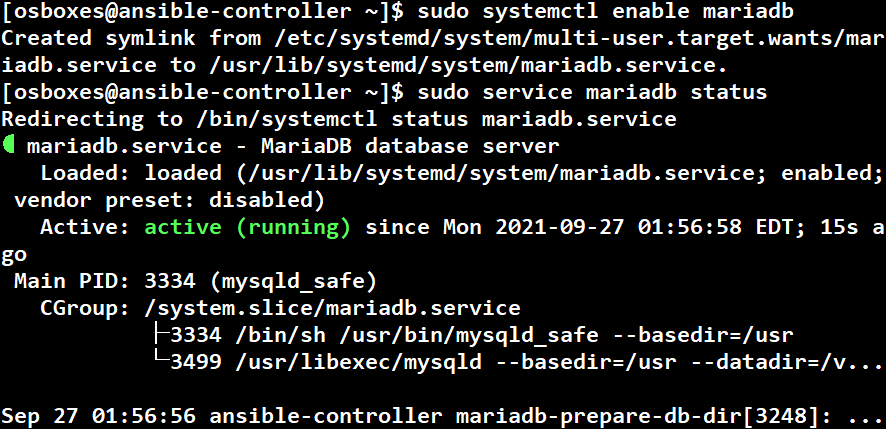 [osboxes@ansible-controller ~]$ sudo systemctl enable mariadb
Created symlink from /etc/systemd/system/multi-user.target.wants/mar
iadb.service to /usr/lib/systemd/system/mariadb.service.
[osboxes@ansible-controller ~]$ sudo service mariadb status
Redirecting to /bin/systemctl status mariadb.service
mariadb.service - MariaDB database server
Loaded: loaded (/usr/lib/systemd/system/mariadb.service; enabled;
vendor preset: disabled)
Active: active (running) since Mon 2021-09-27 01:56:58 EDT; 15s a
go
Main PID: 3334 (mysqld_safe)
CGroup: /system.slice/mariadb.service
├─3334 /bin/sh /usr/bin/mysqld_safe --basedir=/usr
└─3499 /usr/libexec/mysqld --basedir=/usr --datadir=/v...
Sep 27 01:56:56 ansible-controller mariadb-prepare-db-dir[3248]: ...